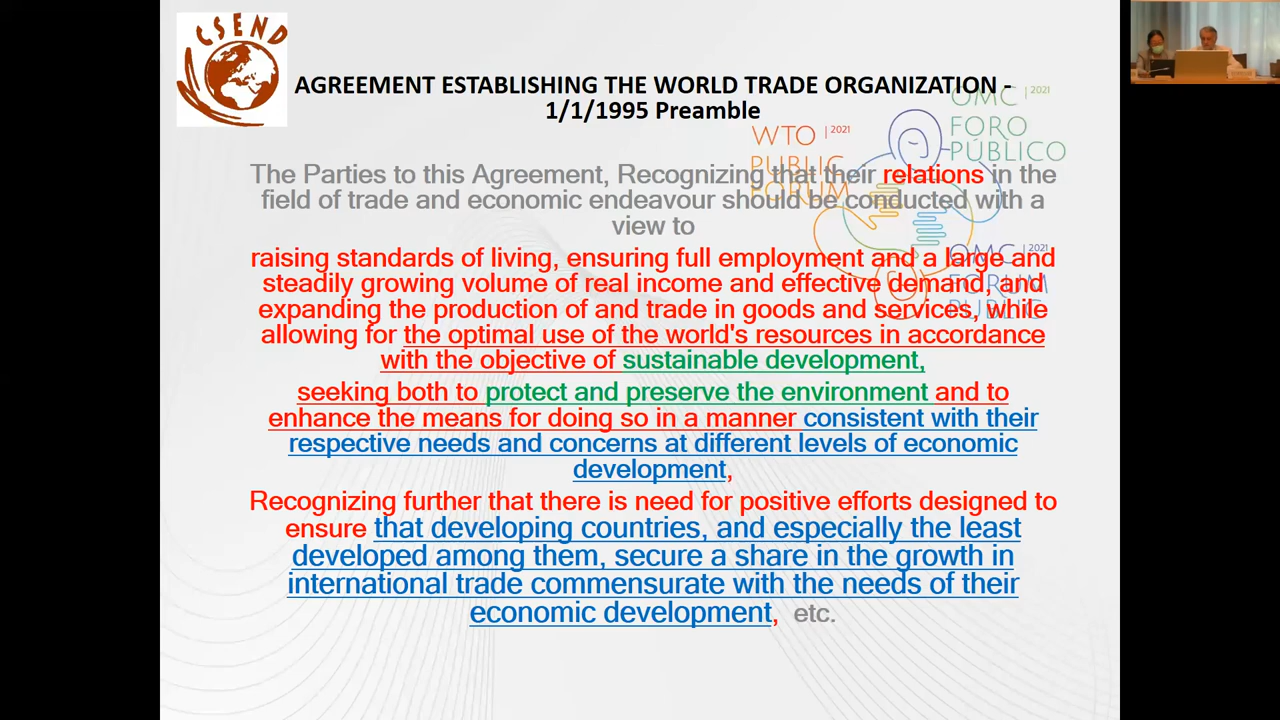 CSEND
AGREEMENT ESTABLISHING THE WORLD TRADE ORGANIZATION -
1/1/1995 Preamble
WTO | 2021
PUBLIC
FORUM
OMC | 2021
FORO
PÚBLICO
OMC | 2021
FORUM
PUBLIC
The Parties to this Agreement, Recognizing that their relations in the
field of trade and economic endeavour should be conducted with a
view to
raising standards of living, ensuring full employment and a large and
steadily growing volume of real income and effective demand, and
expanding the production of and trade in goods and services, while
allowing for the optimal use of the world's resources in accordance
with the objective of sustainable development,
seeking both to protect and preserve the environment and to
enhance the means for doing so in a manner consistent with their
respective needs and concerns at different levels of economic
development,
Recognizing further that there is need for positive efforts designed to
ensure that developing countries, and especially the least
developed among them, secure a share in the growth in
international trade commensurate with the needs of their
economic development, etc.